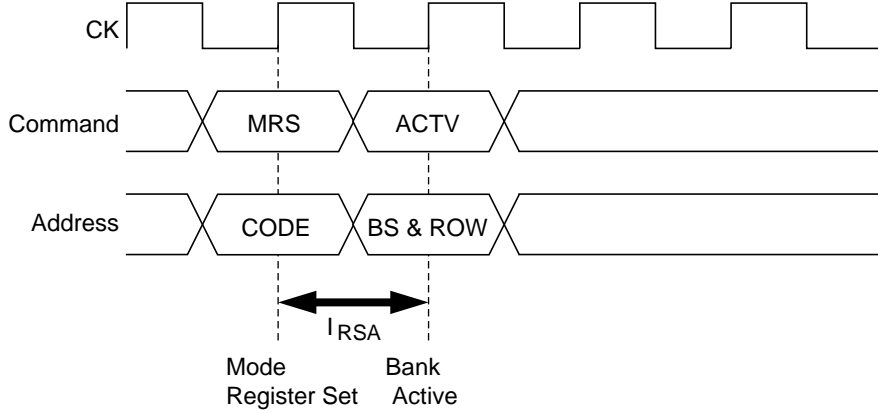 CK
Command MRS ACTV
Address CODE BS & ROW
I RSA
Mode Register Set
Bank Active